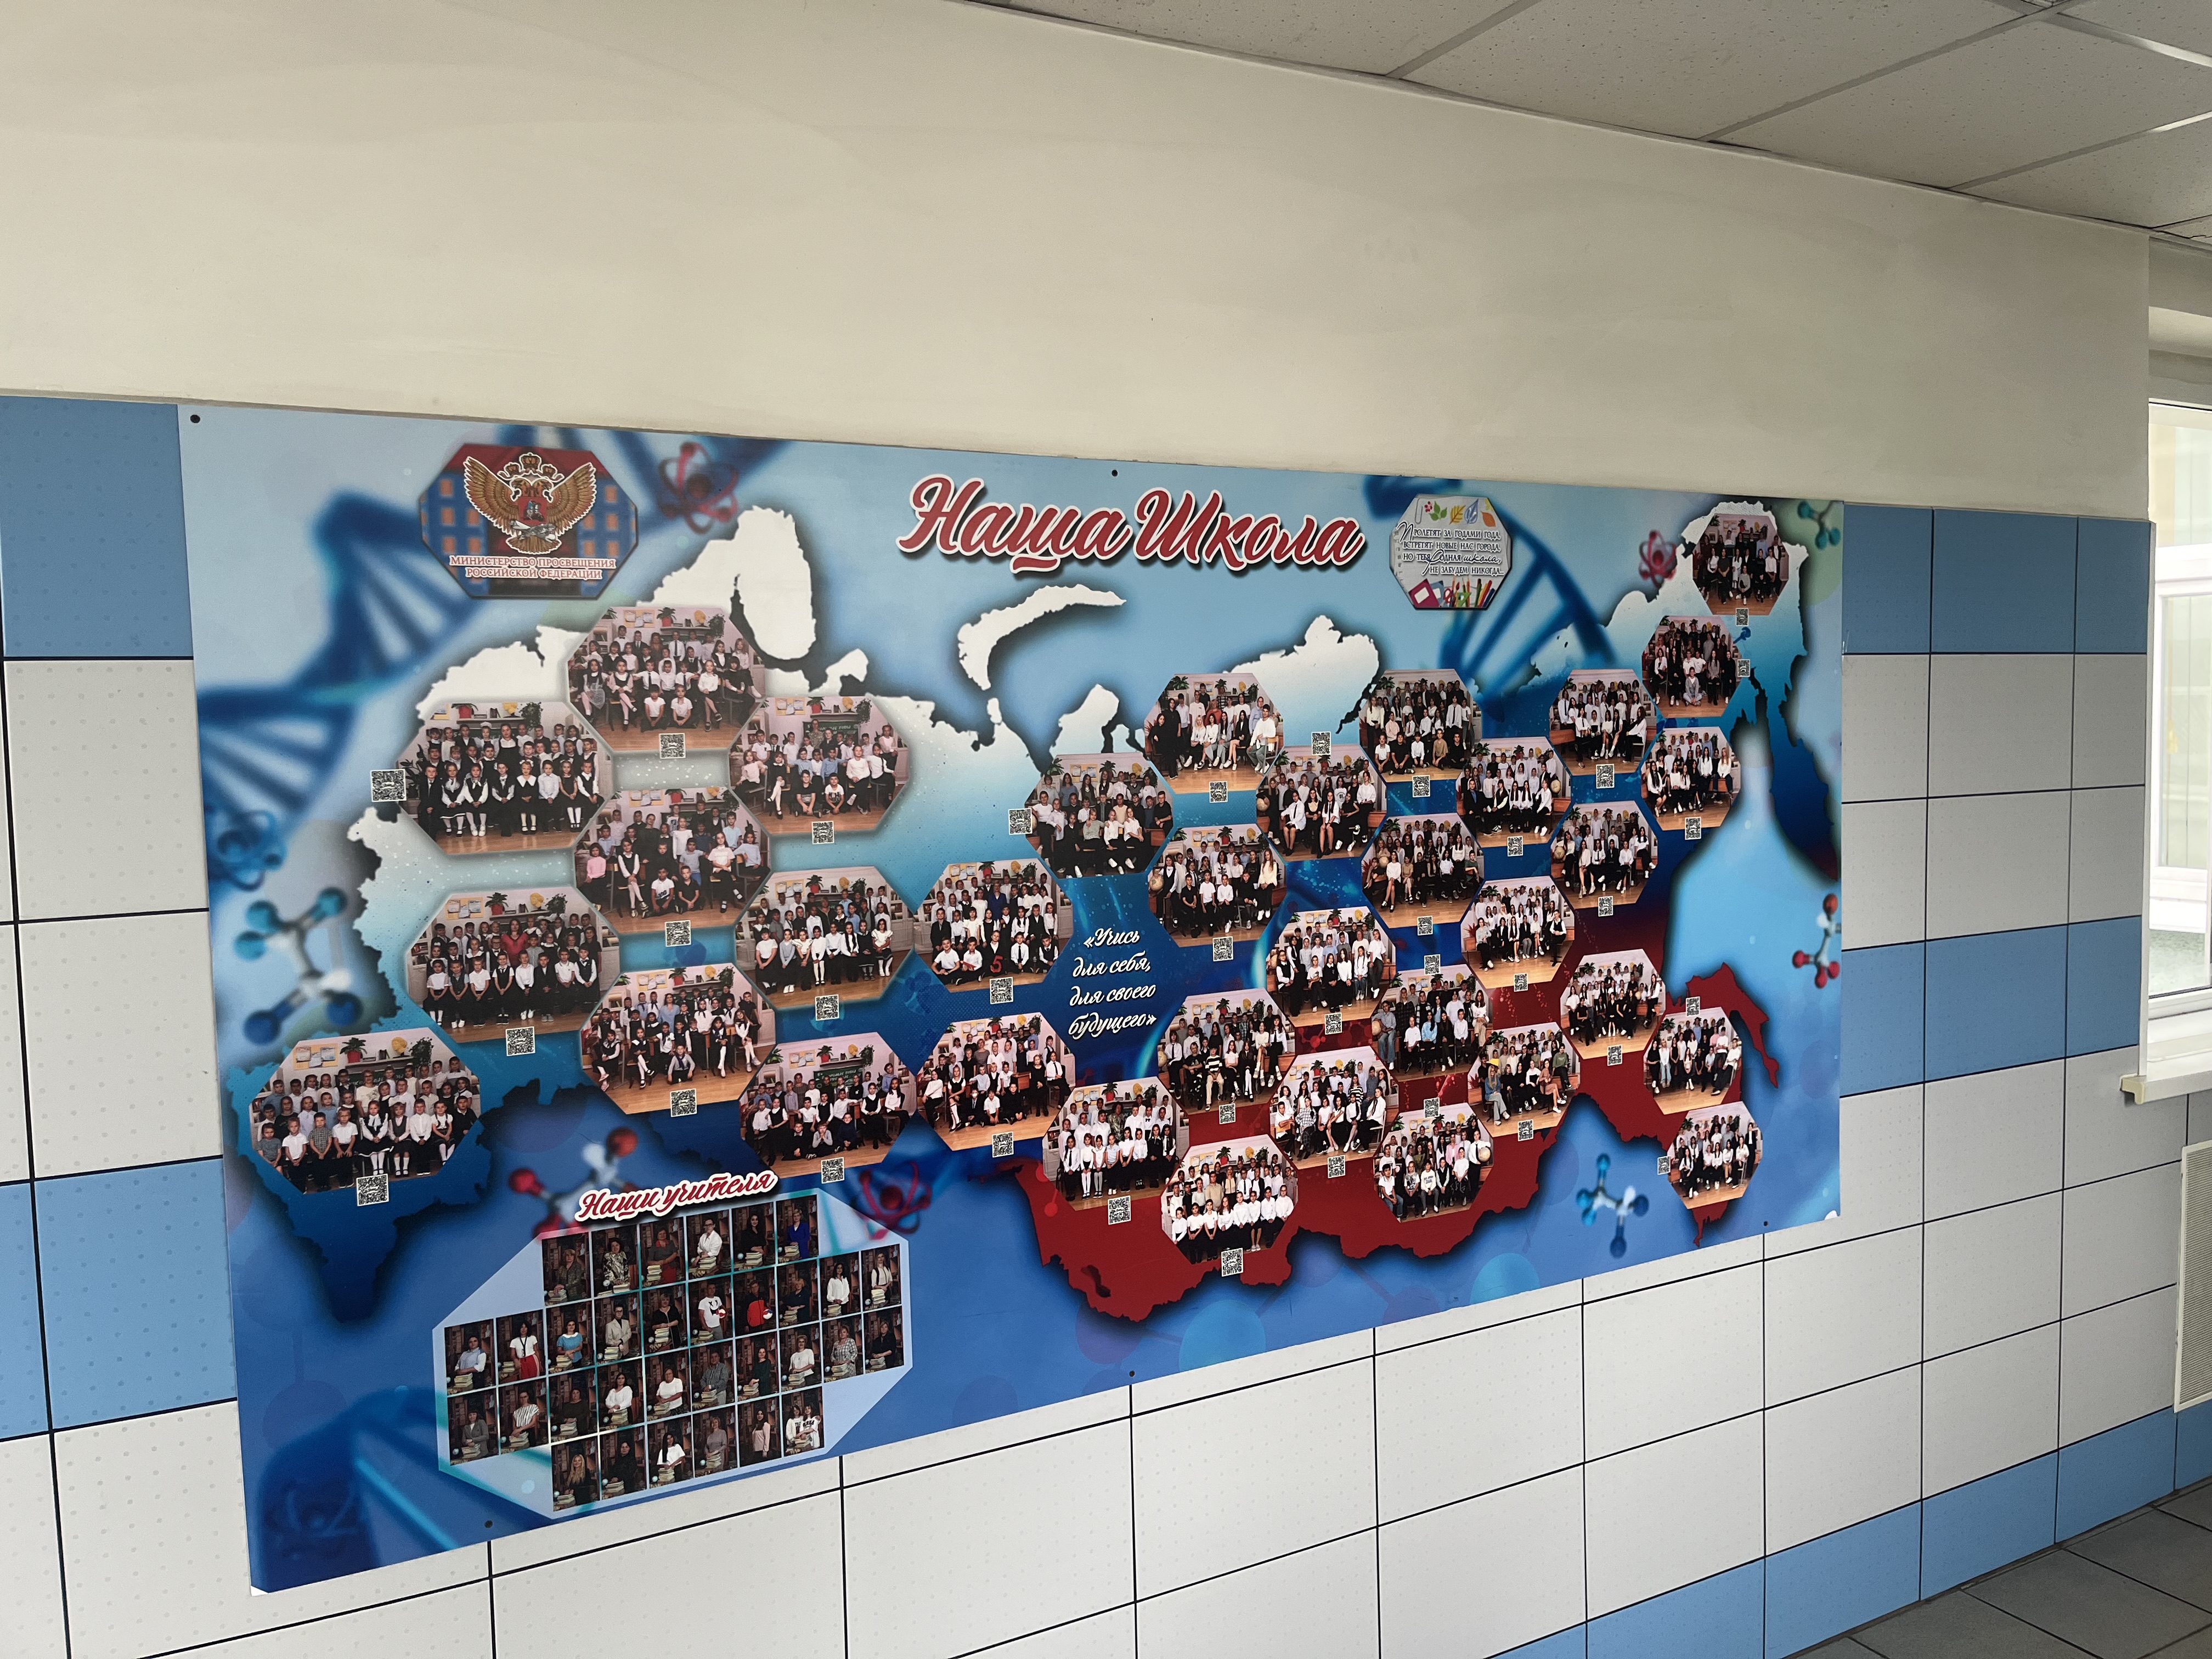 МИНИСТЕРСТВО ПРОСВЕЩЕНИЯ
РОССИЙСКОЙ ФЕДЕРАЦИИ
Наша Школа
Пролетят за годами года,
встретят новые нас города,
но тебя, родная школа,
не забудем никогда.
«Учись
для себя,
для своего
будущего»
5
Наши учителя